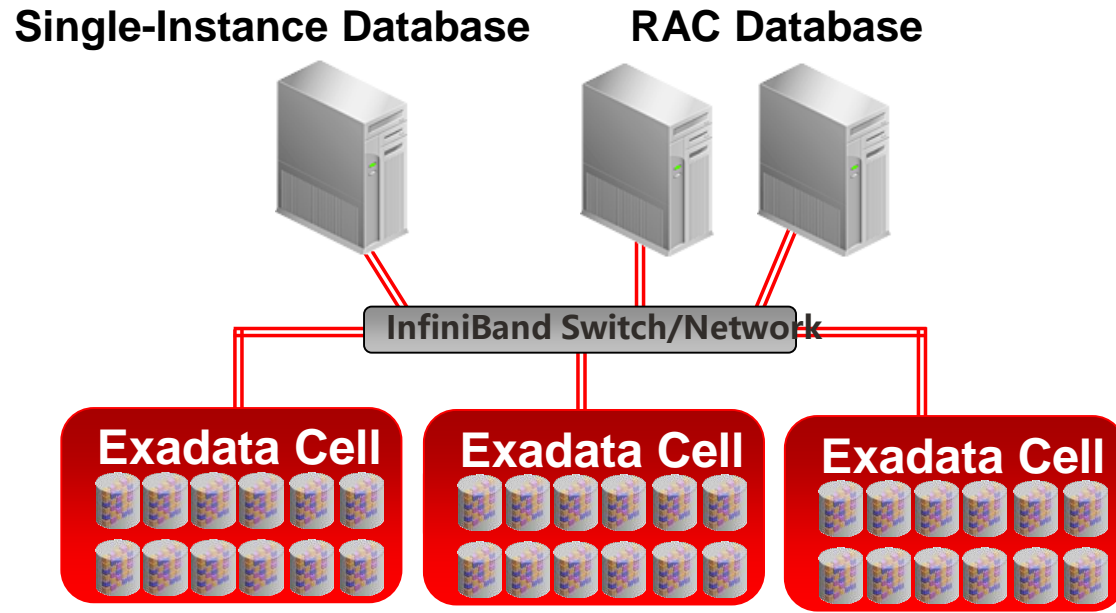 Single-Instance Database
RAC Database
InfiniBand Switch/Network
Exadata Cell
Exadata Cell
Exadata Cell